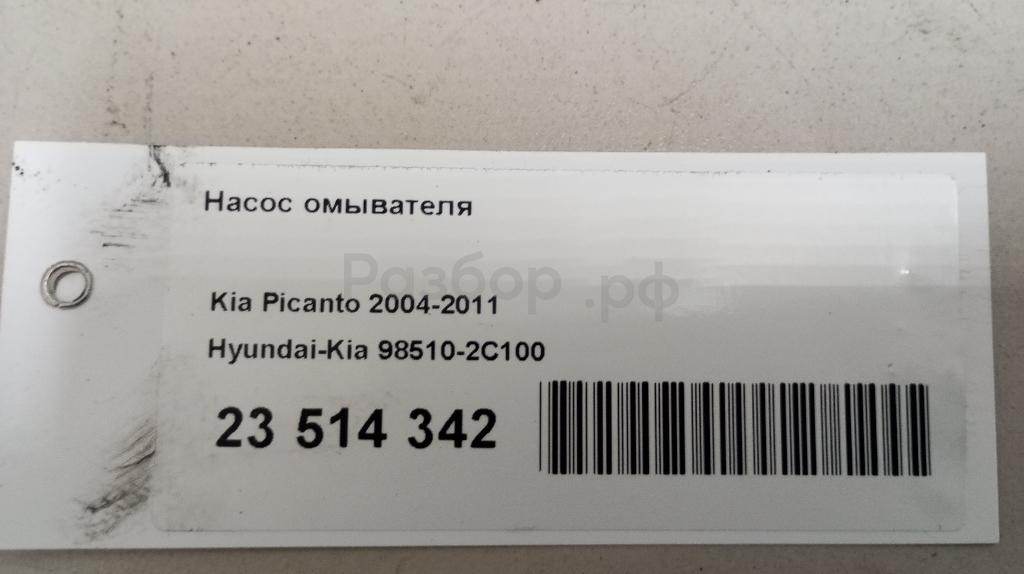 Насос омывателя
Разбор.рф
Kia Picanto 2004-2011
Hyundai-Kia 98510-2C100
23 514 342